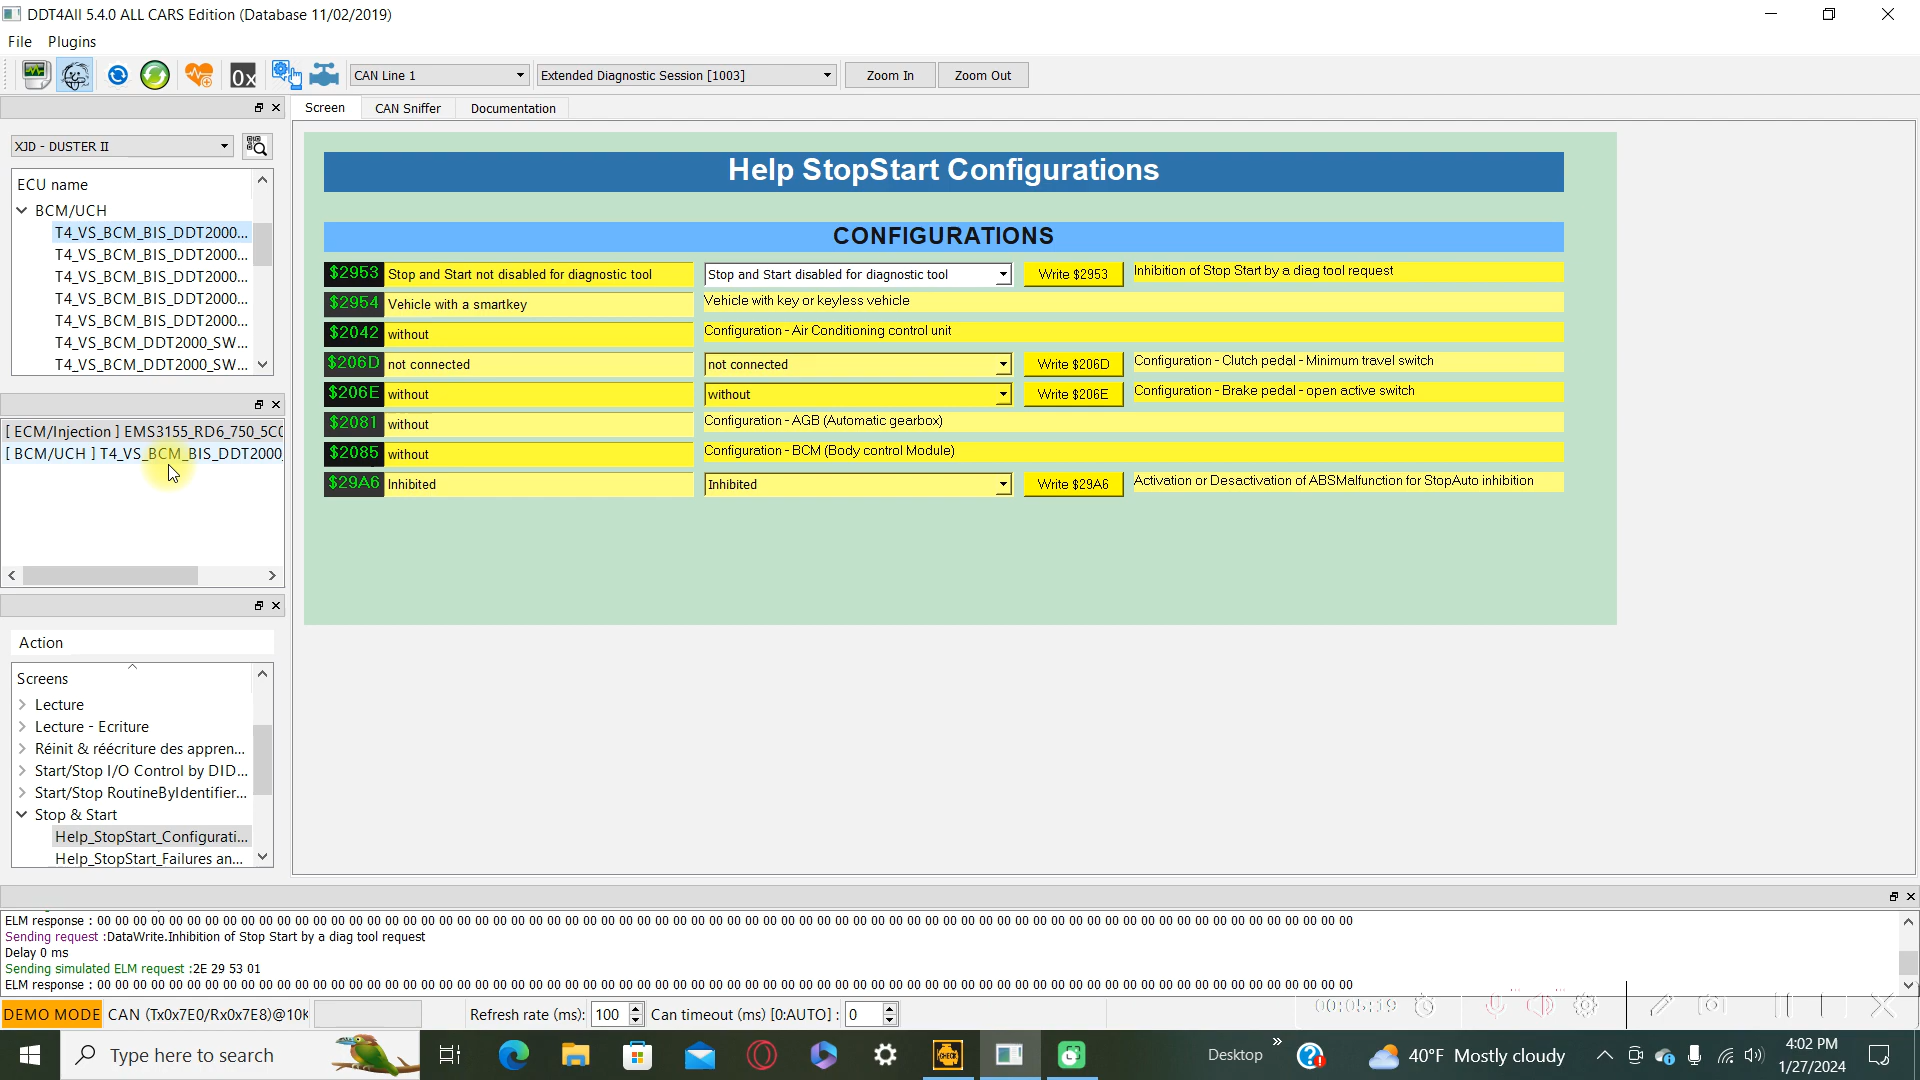 DDT4All 5.4.0 ALL CARS Edition (Database 11/02/2019)
File Plugins
0x
CAN Line 1
Extended Diagnostic Session [1003]
Zoom In
Zoom Out
Screen
CAN Sniffer
Documentation
XJD - DUSTER II
ECU name
BCM/UCH
T4_VS_BCM_BIS_DDT2000...
T4_VS_BCM_BIS_DDT2000...
T4_VS_BCM_BIS_DDT2000...
T4_VS_BCM_BIS_DDT2000...
T4_VS_BCM_BIS_DDT2000...
T4_VS_BCM_DDT2000_SW...
T4_VS_BCM_DDT2000_SW...
[ ECM/Injection ] EMS3155_RD6_750_5C
[ BCM/UCH ] T4_VS_BCM_BIS_DDT2000_
Action
Screens
Lecture
Lecture - Ecriture
Réinit & réécriture des appren...
Start/Stop I/O Control by DID...
Start/Stop RoutineByIdentifier...
Stop & Start
Help_StopStart_Configurati...
Help_StopStart_Failures an...
Help StopStart Configurations
CONFIGURATIONS
$2953 Stop and Start not disabled for diagnostic tool Stop and Start disabled for diagnostic tool Write $2953 Inhibition of Stop Start by a diag tool request
$2954 Vehicle with a smartkey Vehicle with key or keyless vehicle
$2042 without Configuration - Air Conditioning control unit
$206D not connected not connected Write $206D Configuration - Clutch pedal - Minimum travel switch
$206E without without Write $206E Configuration - Brake pedal - open active switch
$2081 without Configuration - AGB (Automatic gearbox)
$2085 without Configuration - BCM (Body control Module)
$29A6 Inhibited Inhibited Write $29A6 Activation or Desactivation of ABSMalfunction for StopAuto inhibition
ELM response : 00 00 00 00 00 00 00 00 00 00 00 00 00 00 00 00 00 00 00 00 00 00 00 00 00 00 00 00 00 00 00 00 00 00 00 00 00 00 00 00 00 00 00 00 00 00 00 00 00 00 00 00 00 00 00 00 00 00 00 00 00 00 00 00 00 00 00 00 00 00
Sending request :DataWrite.Inhibition of Stop Start by a diag tool request
Delay 0 ms
Sending simulated ELM request :2E 29 53 01
ELM response : 00 00 00 00 00 00 00 00 00 00 00 00 00 00 00 00 00 00 00 00 00 00 00 00 00 00 00 00 00 00 00 00 00 00 00 00 00 00 00 00 00 00 00 00 00 00 00 00 00 00 00 00 00 00 00 00 00 00 00 00 00 00 00 00 00 00 00 00 00 00
DEMO MODE CAN (Tx0x7E0/Rx0x7E8)@10K Refresh rate (ms): 100 Can timeout (ms) [0:AUTO] : 0
00:05:19
Type here to search
CHECK
Desktop
40°F Mostly cloudy
4:02 PM
1/27/2024